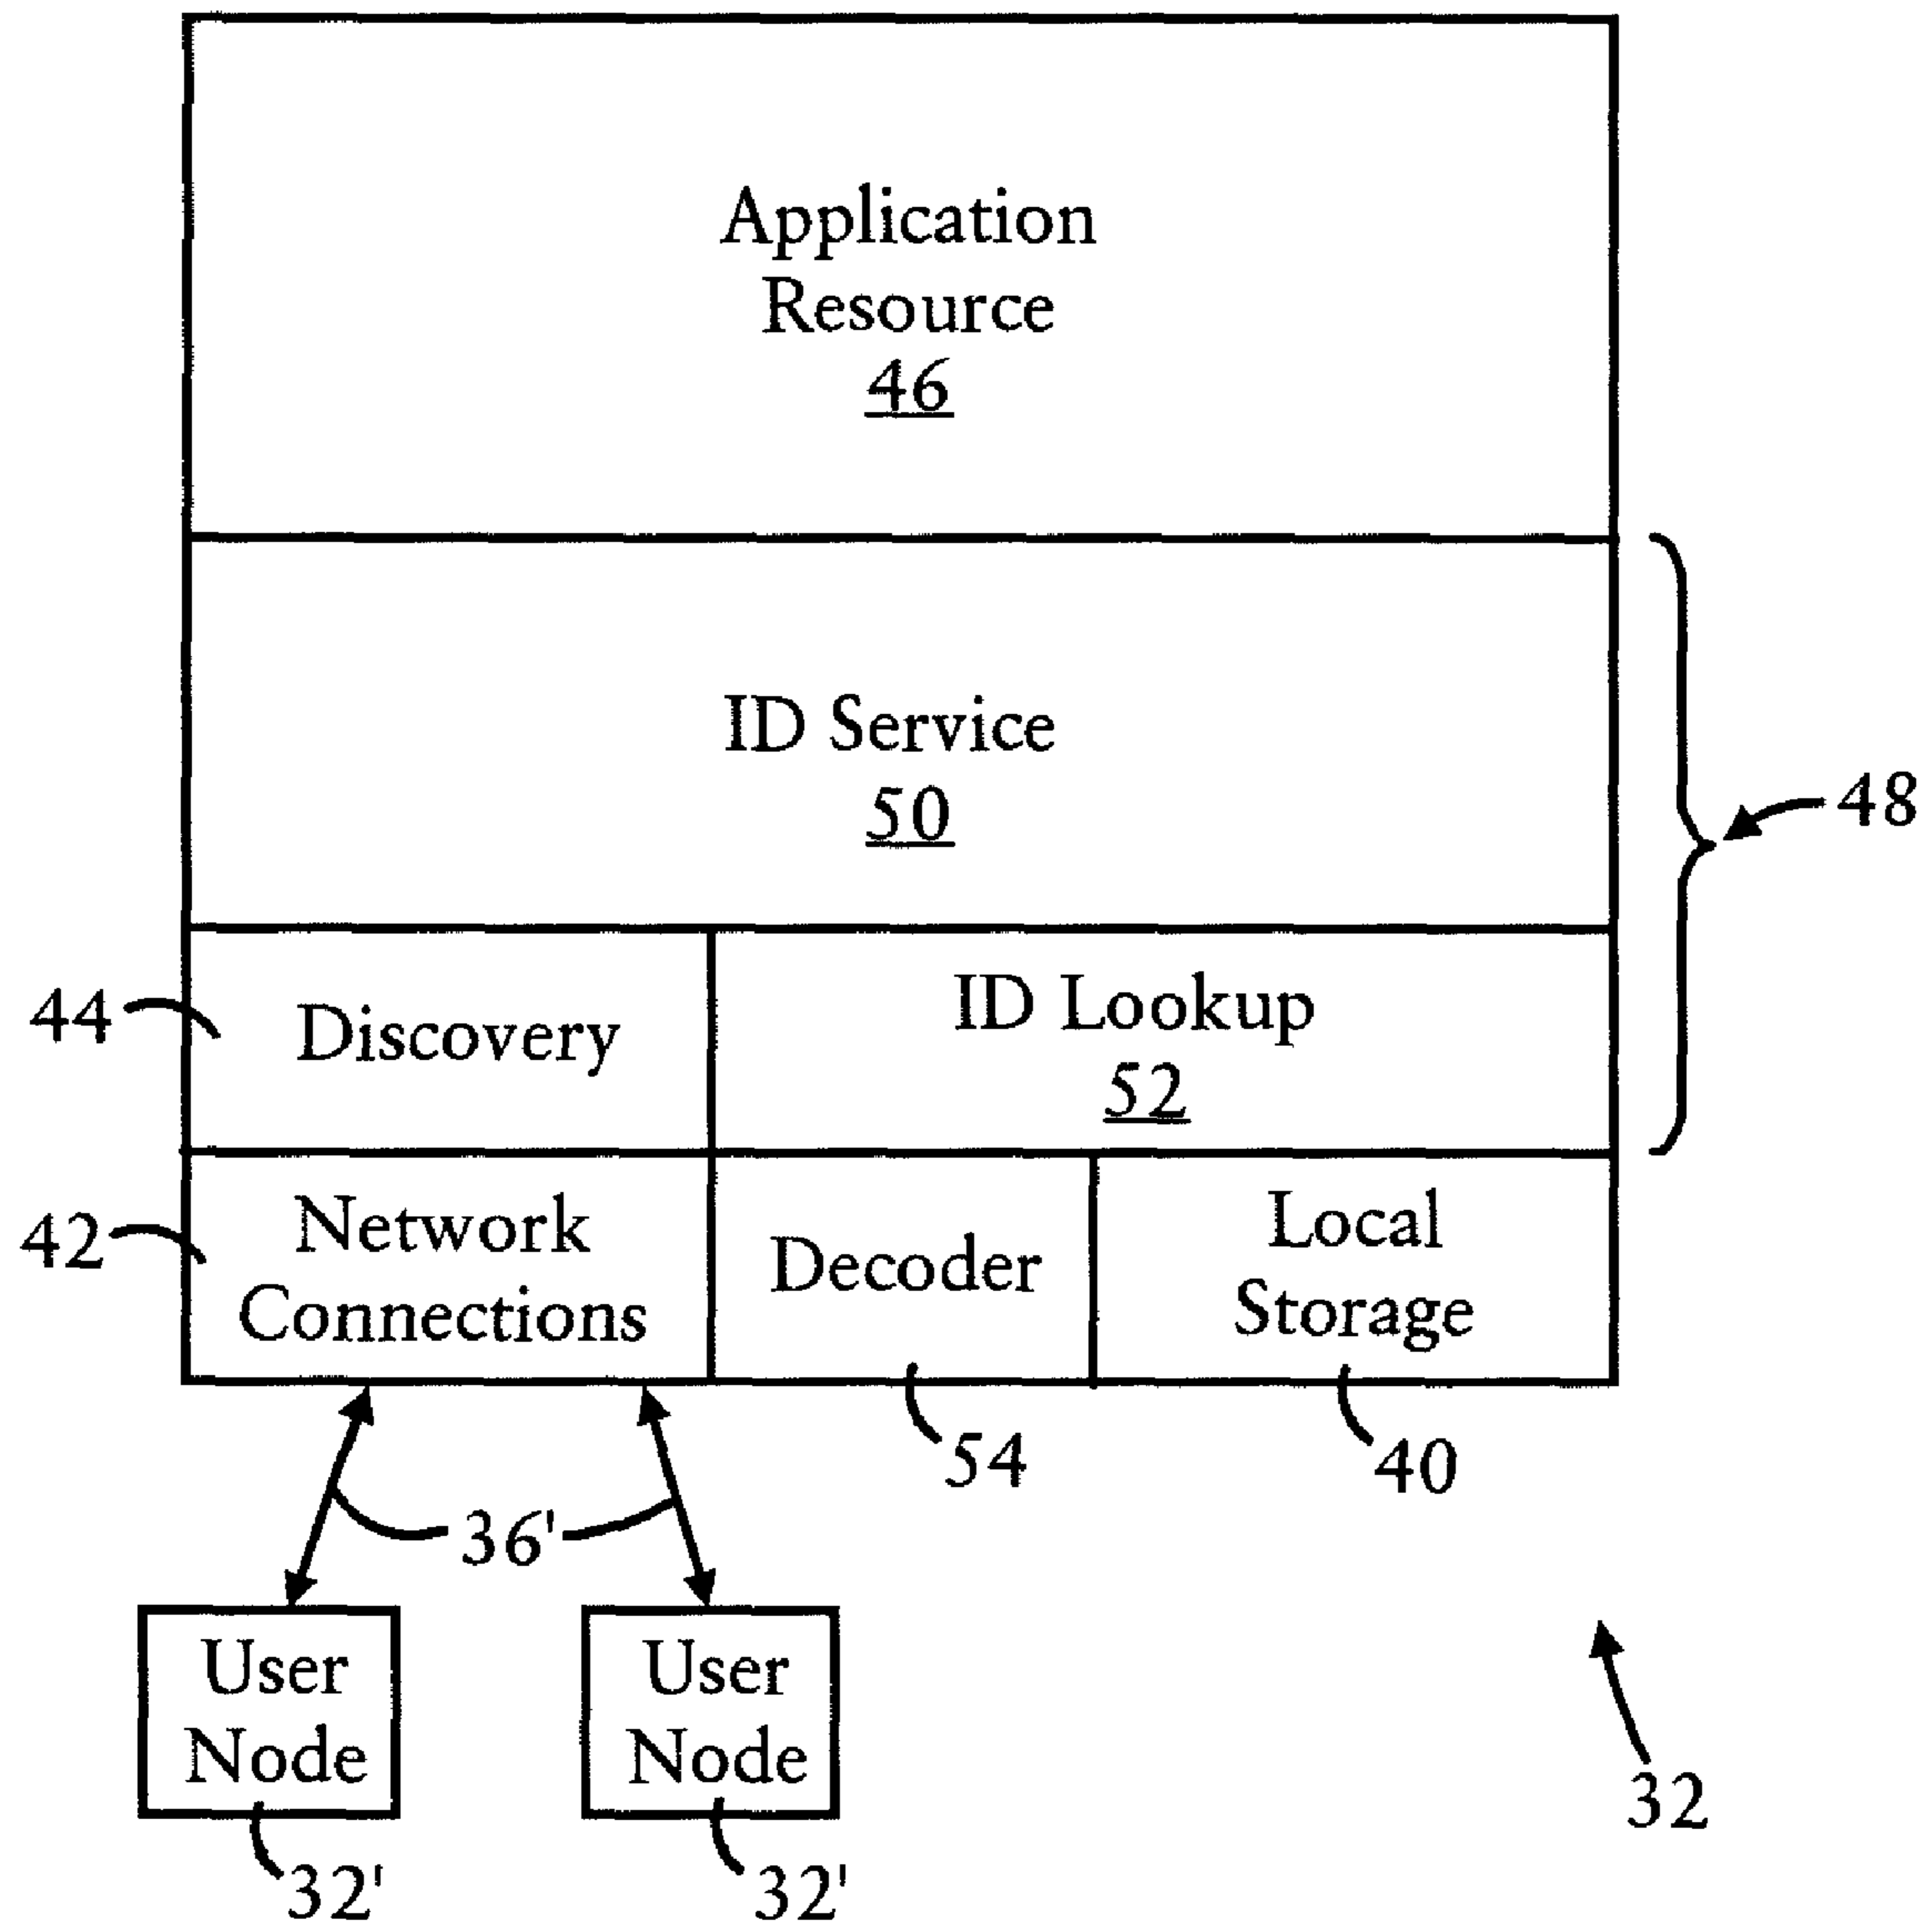 Application
Resource
46
ID Service
50
48
44
Discovery
ID Lookup
52
42
Network
Connections
Decoder
Local
Storage
54
40
36'
User
Node
User
Node
32
32'
32'